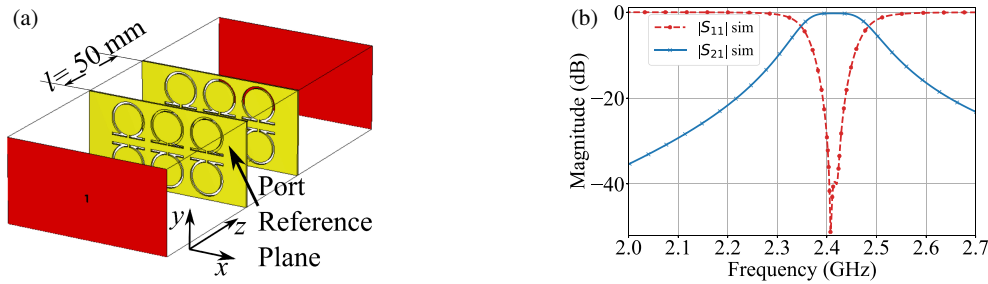 (a)
l= 50 mm
1
Port
Reference
Plane
y
z
x
(b)
|S11| sim
|S21| sim
Magnitude (dB)
0
−20
−40
2.0 2.1 2.2 2.3 2.4 2.5 2.6 2.7
Frequency (GHz)